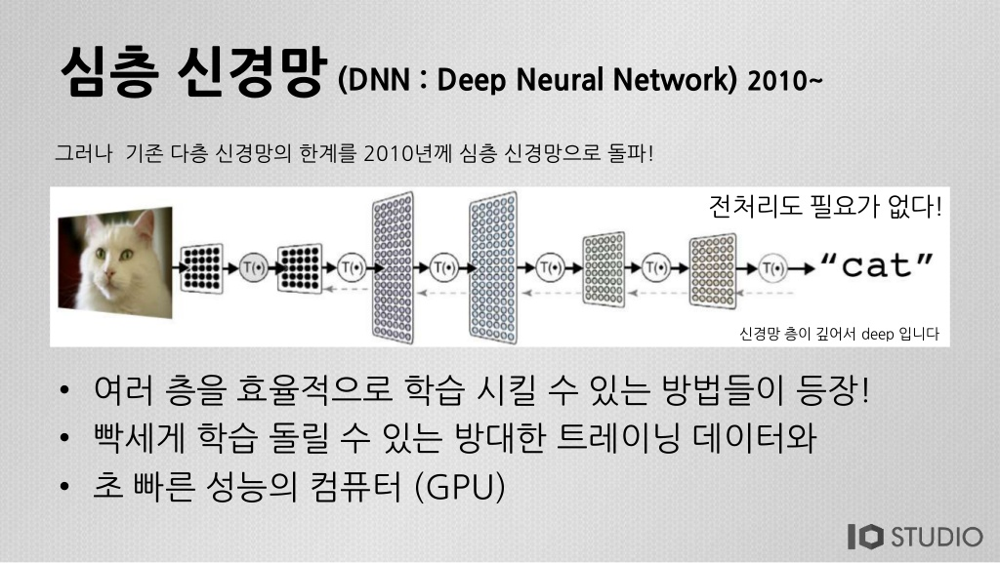 심층 신경망 (DNN : Deep Neural Network) 2010~
그러나 기존 다층 신경망의 한계를 2010년께 심층 신경망으로 돌파!
전처리도 필요가 없다!
T(•) T(•) T(•) T(•) T(•) T(•) "cat"
신경망 층이 깊어서 deep 입니다
• 여러 층을 효율적으로 학습 시킬 수 있는 방법들이 등장!
• 빡세게 학습 돌릴 수 있는 방대한 트레이닝 데이터와
• 초 빠른 성능의 컴퓨터 (GPU)
IO STUDIO